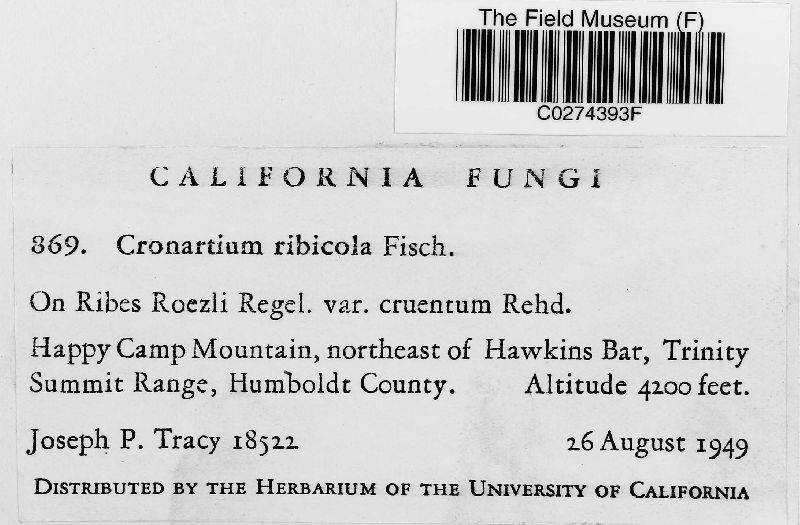 The Field Museum (F)
C0274393F
CALIFORNIA FUNGI
869. Cronartium ribicola Fisch.
On Ribes Roezli Regel. var. cruentum Rehd.
Happy Camp Mountain, northeast of Hawkins Bar, Trinity
Summit Range, Humboldt County. Altitude 4200 feet.
Joseph P. Tracy 18522 26 August 1949
DISTRIBUTED BY THE HERBARIUM OF THE UNIVERSITY OF CALIFORNIA